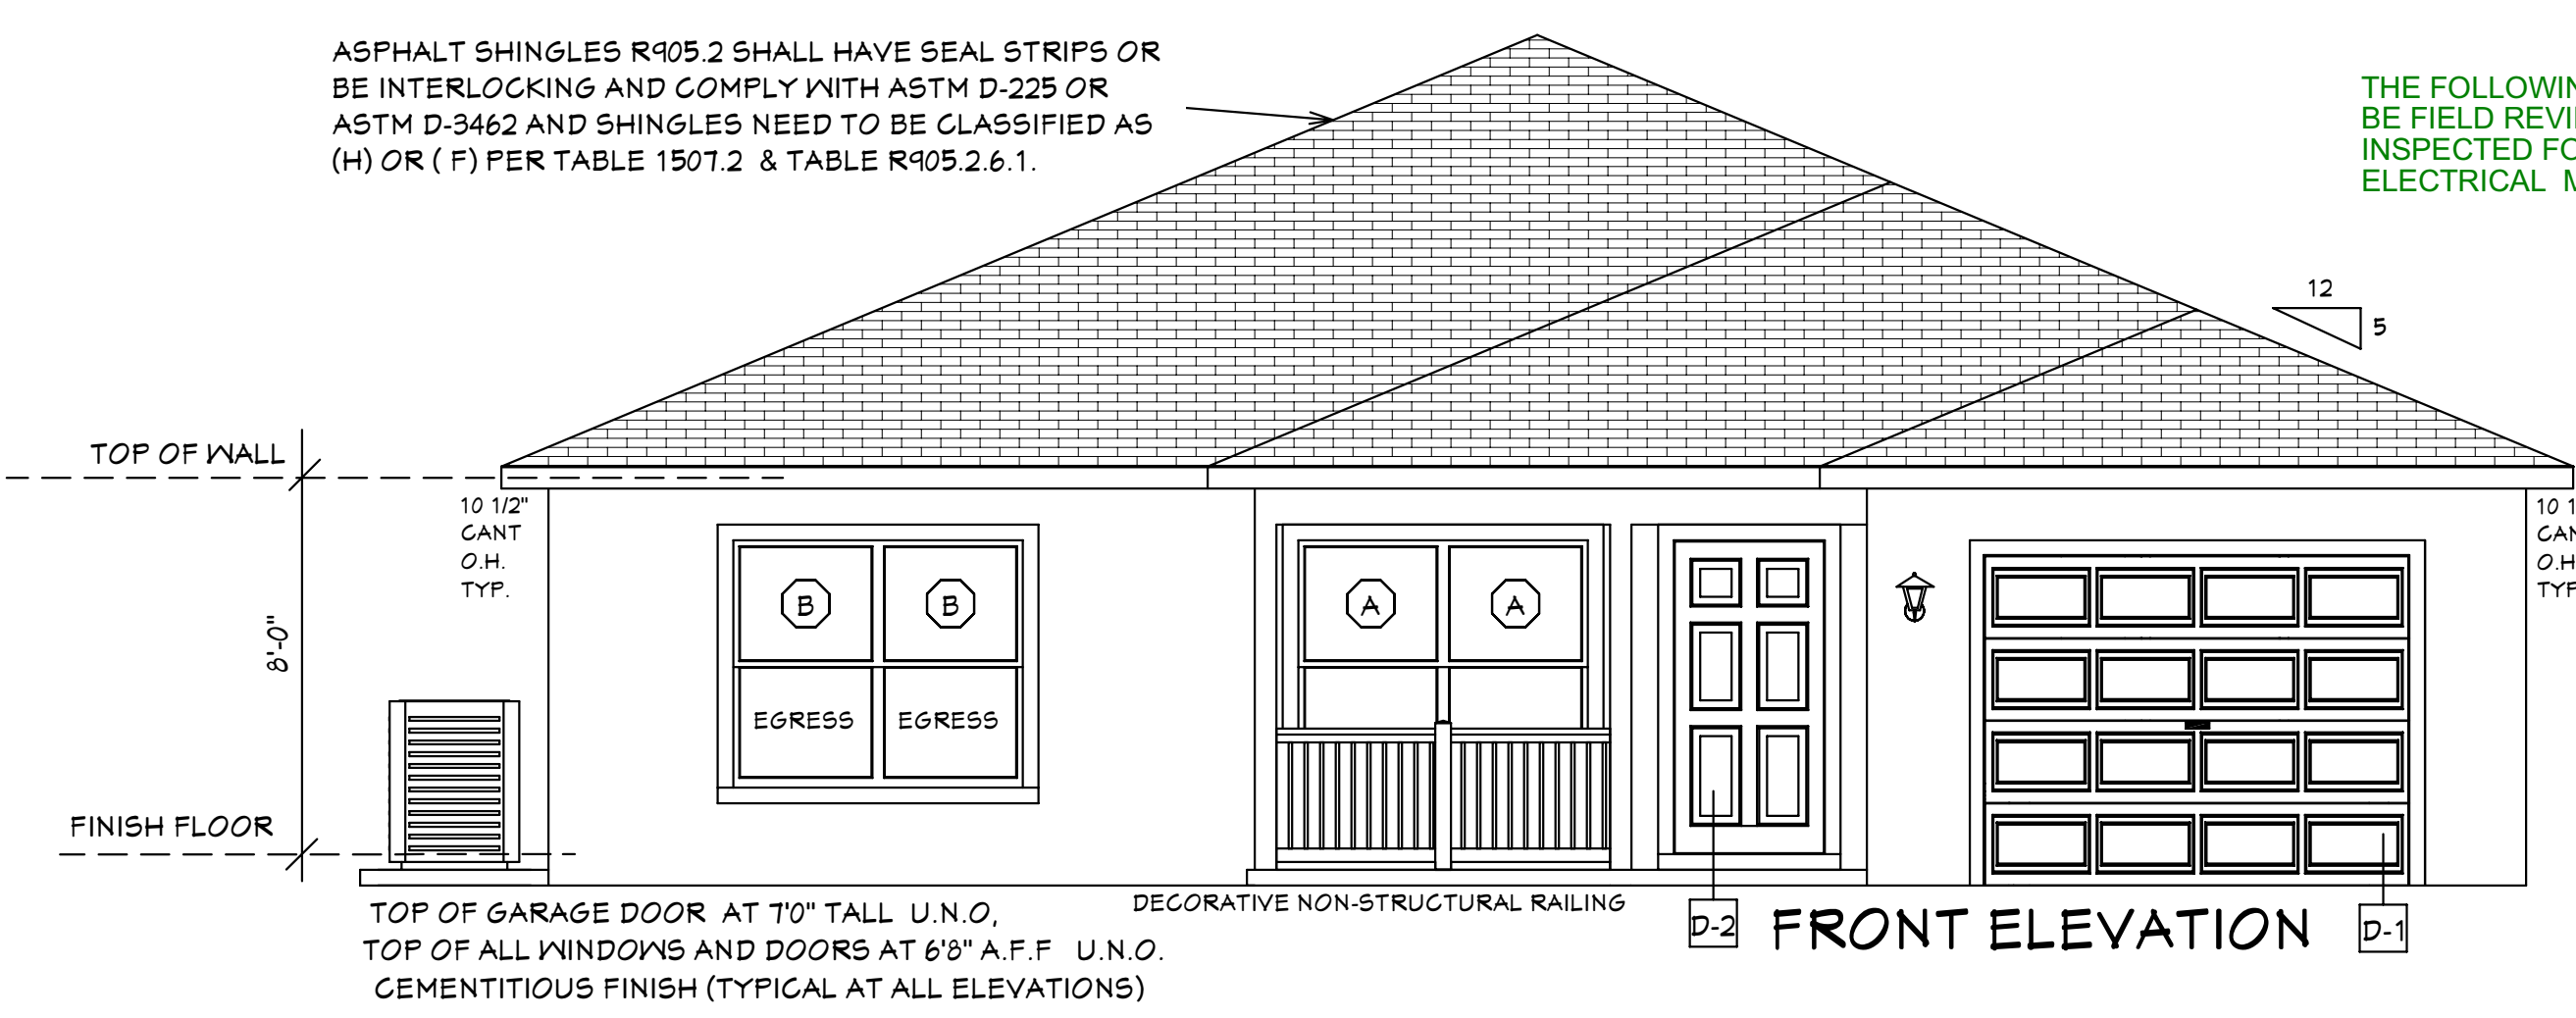 ASPHALT SHINGLES R905.2 SHALL HAVE SEAL STRIPS OR
BE INTERLOCKING AND COMPLY WITH ASTM D-225 OR
ASTM D-3462 AND SHINGLES NEED TO BE CLASSIFIED AS
(H) OR ( F) PER TABLE 1507.2 & TABLE R905.2.6.1.
THE FOLLOWIN
BE FIELD REVI
INSPECTED FO
ELECTRICAL M
12
5
TOP OF WALL
10 1/2"
CANT
O.H.
TYP.
10 1
CAN
O.H
TYP
8'-0"
B
B
A
A
EGRESS
EGRESS
FINISH FLOOR
DECORATIVE NON-STRUCTURAL RAILING
TOP OF GARAGE DOOR AT 7'0" TALL U.N.O,
TOP OF ALL WINDOWS AND DOORS AT 6'8" A.F.F U.N.O.
CEMENTITIOUS FINISH (TYPICAL AT ALL ELEVATIONS)
D-2
FRONT ELEVATION
D-1